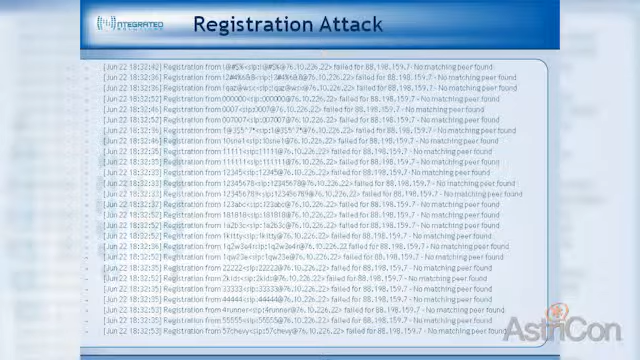 INTEGRATED
Registration Attack
[Jun 22 18:32:42] Registration from !@#$%<sip:!@#$%@76.10.226.22> failed for 88.198.159.7 - No matching peer found
[Jun 22 18:32:36] Registration from failed for 88.198.159.7 - No matching peer found
[Jun 22 18:32:36] Registration from failed for 88.198.159.7 - No matching peer found
[Jun 22 18:32:52] Registration from 000000<sip:000000@76.10.226.22> failed for 88.198.159.7 - No matching peer found
[Jun 22 18:32:46] Registration from 0007<sip:0007@76.10.226.22> failed for 88.198.159.7 - No matching peer found
[Jun 22 18:32:52] Registration from 007007<sip:007007@76.10.226.22> failed for 88.198.159.7 - No matching peer found
[Jun 22 18:32:36] Registration from failed for 88.198.159.7 - No matching peer found
[Jun 22 18:32:46] Registration from 10sne1<sip:10sne1@76.10.226.22> failed for 88.198.159.7 - No matching peer found
[Jun 22 18:32:35] Registration from 11111<sip:11111@76.10.226.22> failed for 88.198.159.7 - No matching peer found
[Jun 22 18:32:35] Registration from 111111<sip:111111@76.10.226.22> failed for 88.198.159.7 - No matching peer found
[Jun 22 18:32:33] Registration from 12345<sip:12345@76.10.226.22> failed for 88.198.159.7 - No matching peer found
[Jun 22 18:32:33] Registration from 12345678<sip:12345678@76.10.226.22> failed for 88.198.159.7 - No matching peer found
[Jun 22 18:32:33] Registration from 123456789<sip:123456789@76.10.226.22> failed for 88.198.159.7 - No matching peer found
[Jun 22 18:32:37] Registration from 123abc<sip:123abc@76.10.226.22> failed for 88.198.159.7 - No matching peer found
[Jun 22 18:32:52] Registration from 181818<sip:181818@76.10.226.22> failed for 88.198.159.7 - No matching peer found
[Jun 22 18:32:52] Registration from 1a2b3c<sip:1a2b3c@76.10.226.22> failed for 88.198.159.7 - No matching peer found
[Jun 22 18:32:52] Registration from 1kitty<sip:1kitty@76.10.226.22> failed for 88.198.159.7 - No matching peer found
[Jun 22 18:32:36] Registration from 1q2w3e4r<sip:1q2w3e4r@76.10.226.22 failed for 88.198.159.7 - No matching peer found
[Jun 22 18:32:52] Registration from 1qw23e<sip:1qw23e@76.10.226.22> failed for 88.198.159.7 - No matching peer found
[Jun 22 18:32:35] Registration from 22222<sip:22222@76.10.226.22> failed for 88.198.159.7 - No matching peer found
[Jun 22 18:32:52] Registration from 2kids<sip:2kids@76.10.226.22> failed for 88.198.159.7 - No matching peer found
[Jun 22 18:32:35] Registration from 33333<sip:33333@76.10.226.22> failed for 88.198.159.7 - No matching peer found
[Jun 22 18:32:35] Registration from 44444<sip:44444@76.10.226.22> failed for 88.198.159.7 - No matching peer found
[Jun 22 18:32:53] Registration from 4runner<sip:4runner@76.10.226.22> failed for 88.198.159.7 - No matching peer found
[Jun 22 18:32:35] Registration from 55555<sip:55555@76.10.226.22> failed for 88.198.159.7 - No matching peer found
[Jun 22 18:32:53] Registration from 57chevy<sip:57chevy@76.10.226.22> failed for 88.198.159.7 - No matching peer found
AstriCon